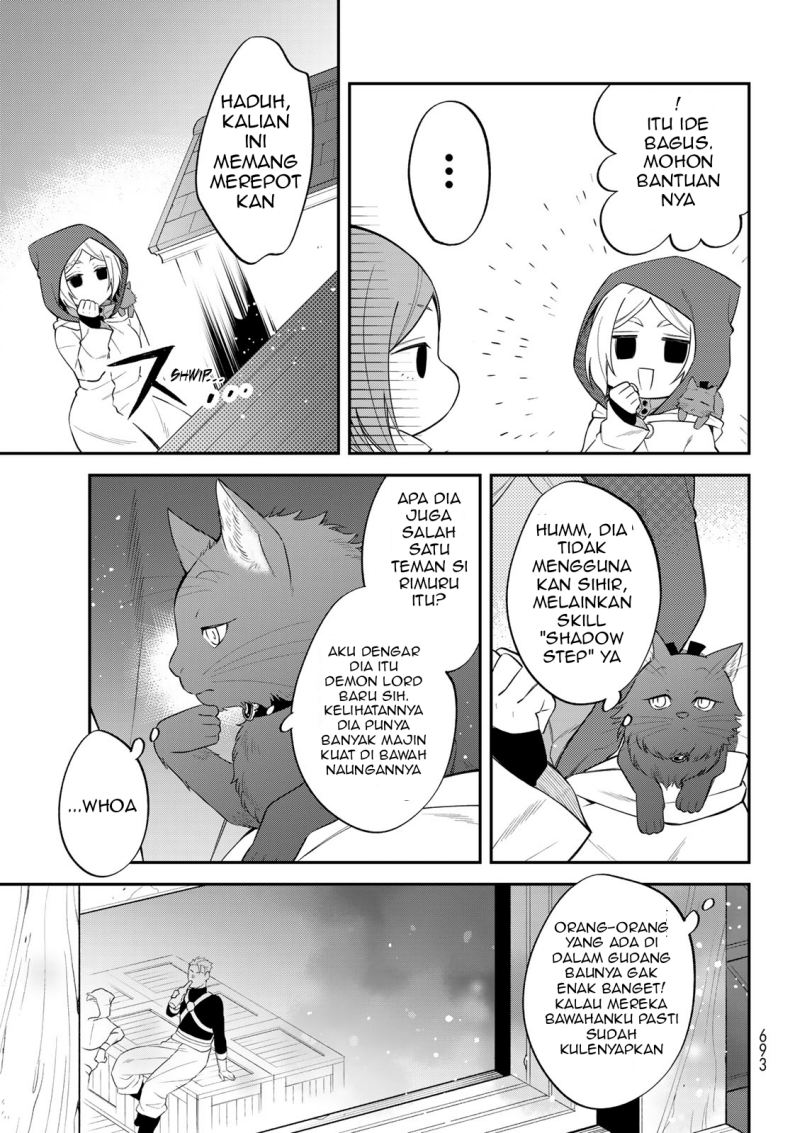 !
ITU IDE
BAGUS.
MOHON
BANTUAN
NYA
...
HADUH,
KALIAN
INI
MEMANG
MEREPOT
KAN
SHWIP...
ス...
HUMM, DIA
TIDAK
MENGGUNA
KAN SIHIR,
MELAINKAN
SKILL
"SHADOW
STEP" YA
APA DIA
JUGA
SALAH
SATU
TEMAN SI
RIMURU
ITU?
AKU DENGAR
DIA ITU
DEMON LORD
BARU SIH.
KELIHATANNYA
DIA PUNYA
BANYAK MAJIN
KUAT DI BAWAH
NAUNGANNYA
...WHOA
ORANG-ORANG
YANG ADA DI
DALAM GUDANG
BAUNYA GAK
ENAK BANGET!
KALAU MEREKA
BAWAHANKU PASTI
SUDAH
KULENYAPKAN
693